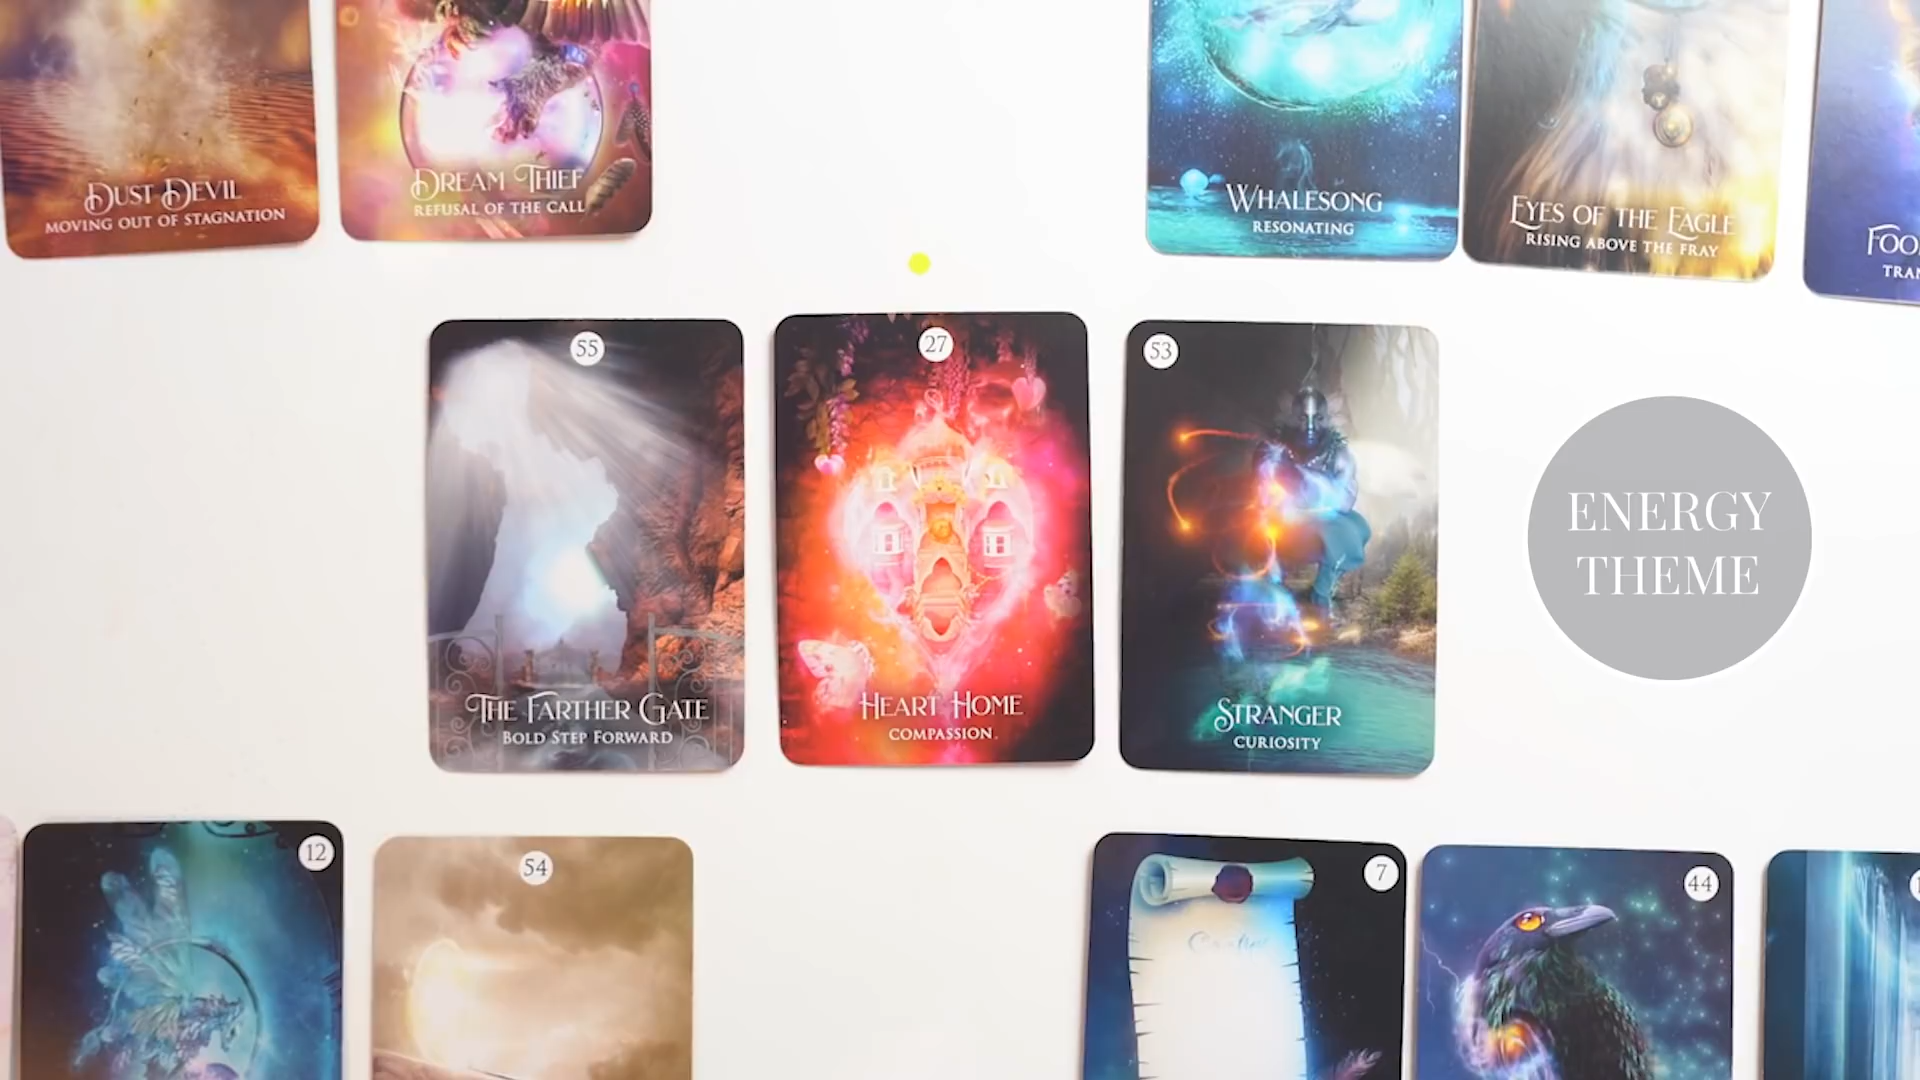 DUST DEVIL
MOVING OUT OF STAGNATION
DREAM THIEF
REFUSAL OF THE CALL
WHALESONG
RESONATING
EYES OF THE EAGLE
RISING ABOVE THE FRAY
55
THE FARTHER GATE
BOLD STEP FORWARD
27
HEART HOME
COMPASSION
53
STRANGER
CURIOSITY
ENERGY
THEME
12
54
7
44